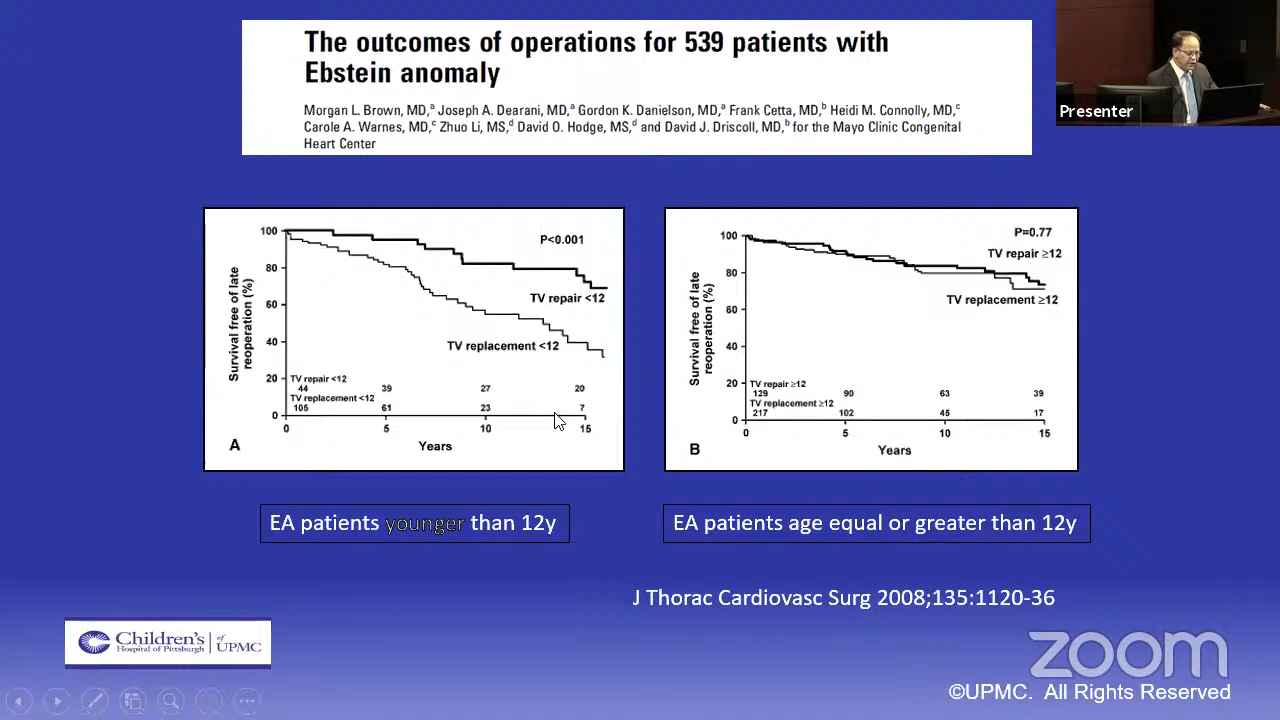 The outcomes of operations for 539 patients with
Ebstein anomaly
Morgan L. Brown, MD,a Joseph A. Dearani, MD,a Gordon K. Danielson, MD,a Frank Cetta, MD,b Heidi M. Connolly, MD,c
Carole A. Warnes, MD,c Zhuo Li, MS,d David O. Hodge, MS,d and David J. Driscoll, MD,b for the Mayo Clinic Congenital
Heart Center
Presenter
Survival free of late
reoperation (%)
100
80
60
40
20
0
P<0.001
TV repair <12
TV replacement <12
TV repair <12
44 39 27 20
TV replacement <12
105 61 23 7
0 5 10 15
A
Years
Survival free of late
reoperation (%)
100
80
60
40
20
0
P=0.77
TV repair ≥12
TV replacement ≥12
TV repair ≥12
129 90 63 39
TV replacement ≥12
217 102 45 17
0 5 10 15
B
Years
EA patients younger than 12y
EA patients age equal or greater than 12y
J Thorac Cardiovasc Surg 2008;135:1120-36
Children's of UPMC
Hospital of Pittsburgh
zoom
©UPMC. All Rights Reserved